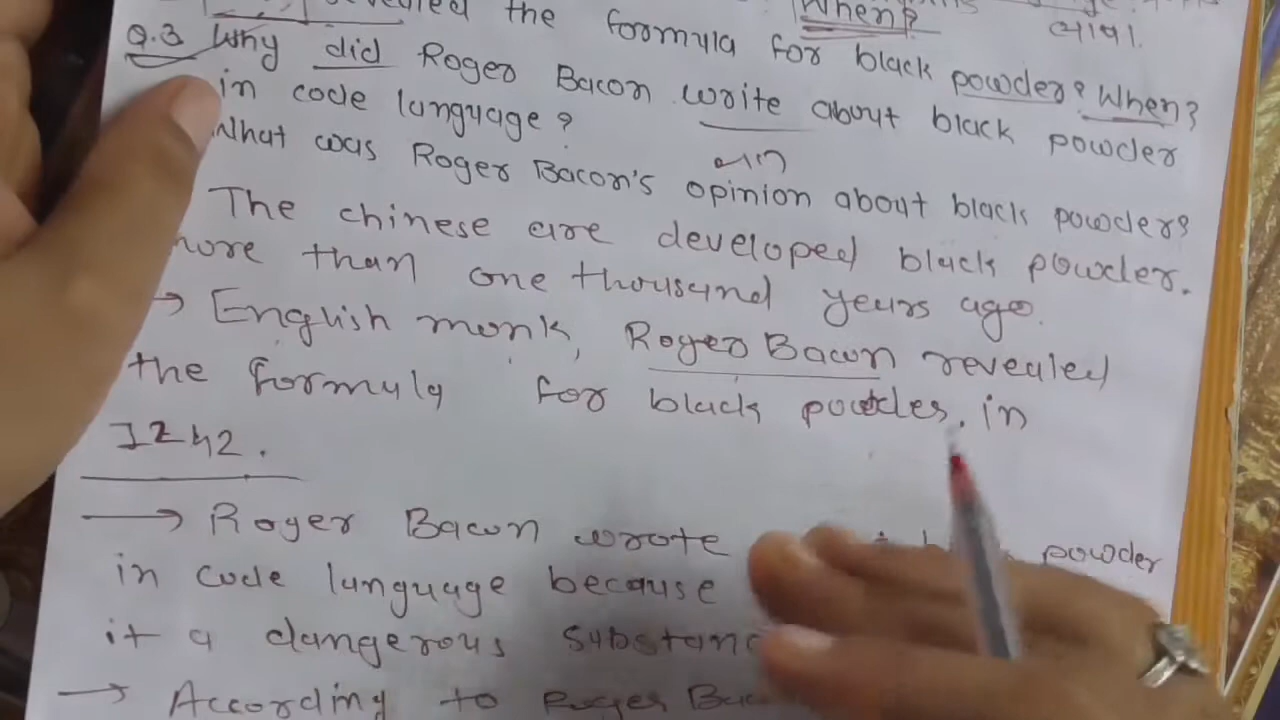 revealed the formula for black powder? When?
When?
Q.3 Why did Roger Bacon write about black powder
in code language?
What was Roger Bacon's opinion about black powder?
The chinese are developed black powder.
more than one thousand years ago.
→ English monk, Roger Bacon revealed
the formula for black powder. in
1242.
→ Roger Bacon wrote powder
in code language because
it a dangerous
→ According to Roger